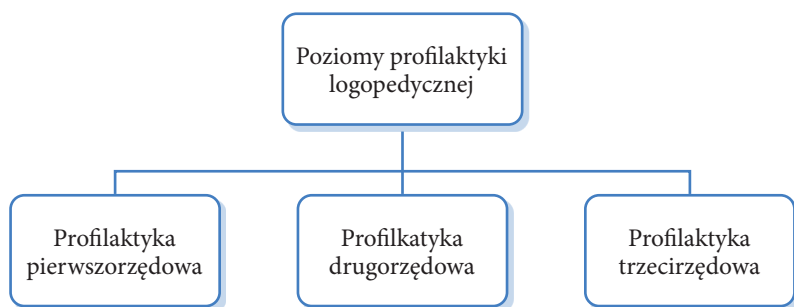 Poziomy profilaktyki
logopedycznej
Profilaktyka
pierwszorzędowa
Profilkatyka
drugorzędowa
Profilaktyka
trzecirzędowa